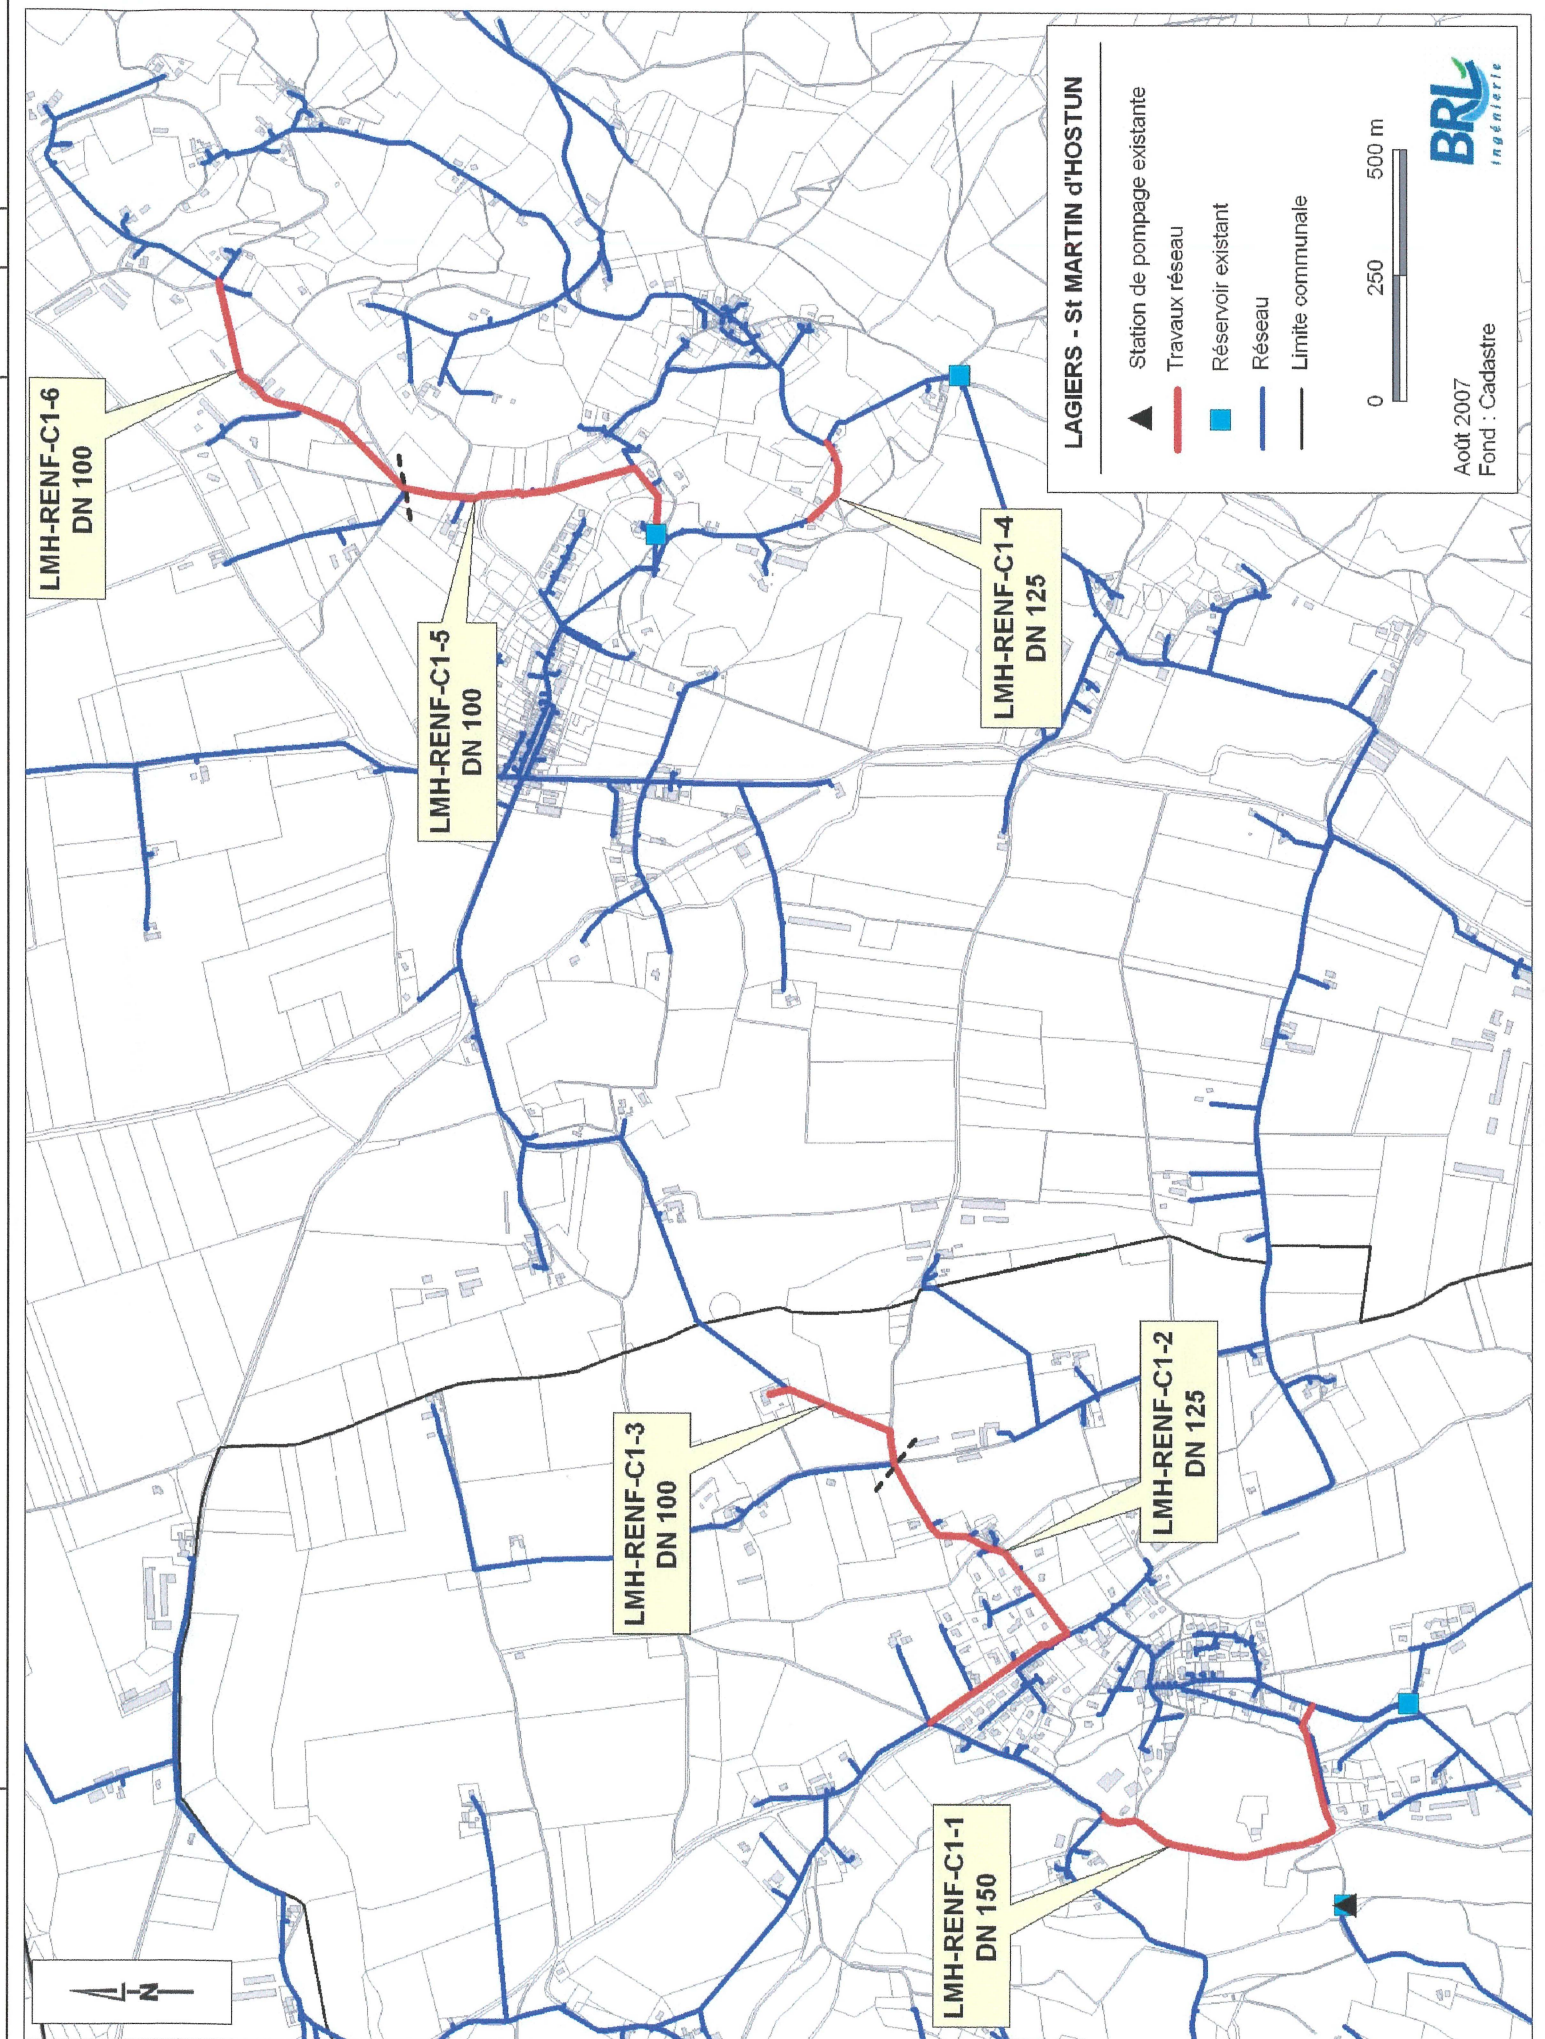 LMH-RENF-C1-6
DN 100
LMH-RENF-C1-5
DN 100
LMH-RENF-C1-4
DN 125
LMH-RENF-C1-3
DN 100
LMH-RENF-C1-2
DN 125
LMH-RENF-C1-1
DN 150
N
LAGIERS - St MARTIN d'HOSTUN
Station de pompage existante
Travaux réseau
Réservoir existant
Réseau
Limite communale
0 250 500 m
Août 2007
Fond : Cadastre
BRL
Ingénierie